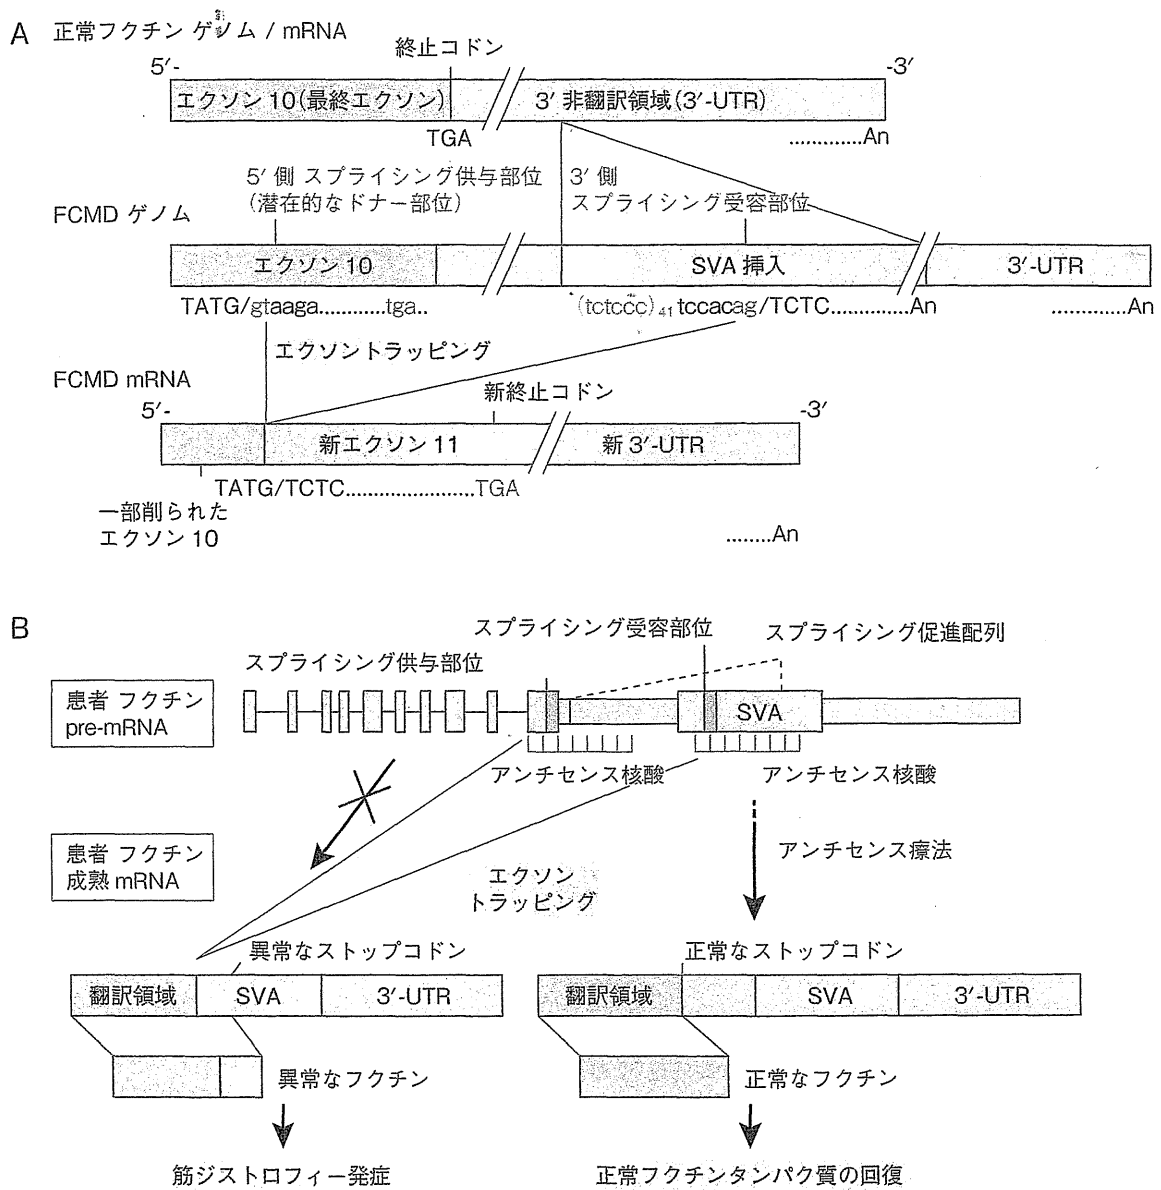 A
正常フクチン ゲノム / mRNA
終止コドン
5′-
-3′
エクソン 10(最終エクソン)
3′ 非翻訳領域(3′-UTR)
TGA
.............An
5′ 側 スプライシング供与部位
(潜在的なドナー部位)
3′ 側
スプライシング受容部位
FCMD ゲノム
エクソン 10
SVA 挿入
3′-UTR
TATG/gtaaga............tga..
(tctccc)41 tccacag/TCTC..............An
.............An
エクソントラッピング
FCMD mRNA
新終止コドン
5′-
-3′
新エクソン 11
新 3′-UTR
TATG/TCTC.......................TGA
一部削られた
エクソン 10
........An
B
スプライシング受容部位
スプライシング促進配列
スプライシング供与部位
患者 フクチン
pre-mRNA
SVA
アンチセンス核酸
アンチセンス核酸
アンチセンス療法
患者 フクチン
成熟 mRNA
エクソン
トラッピング
異常なストップコドン
正常なストップコドン
翻訳領域
SVA
3′-UTR
翻訳領域
SVA
3′-UTR
異常なフクチン
正常なフクチン
筋ジストロフィー発症
正常フクチンタンパク質の回復